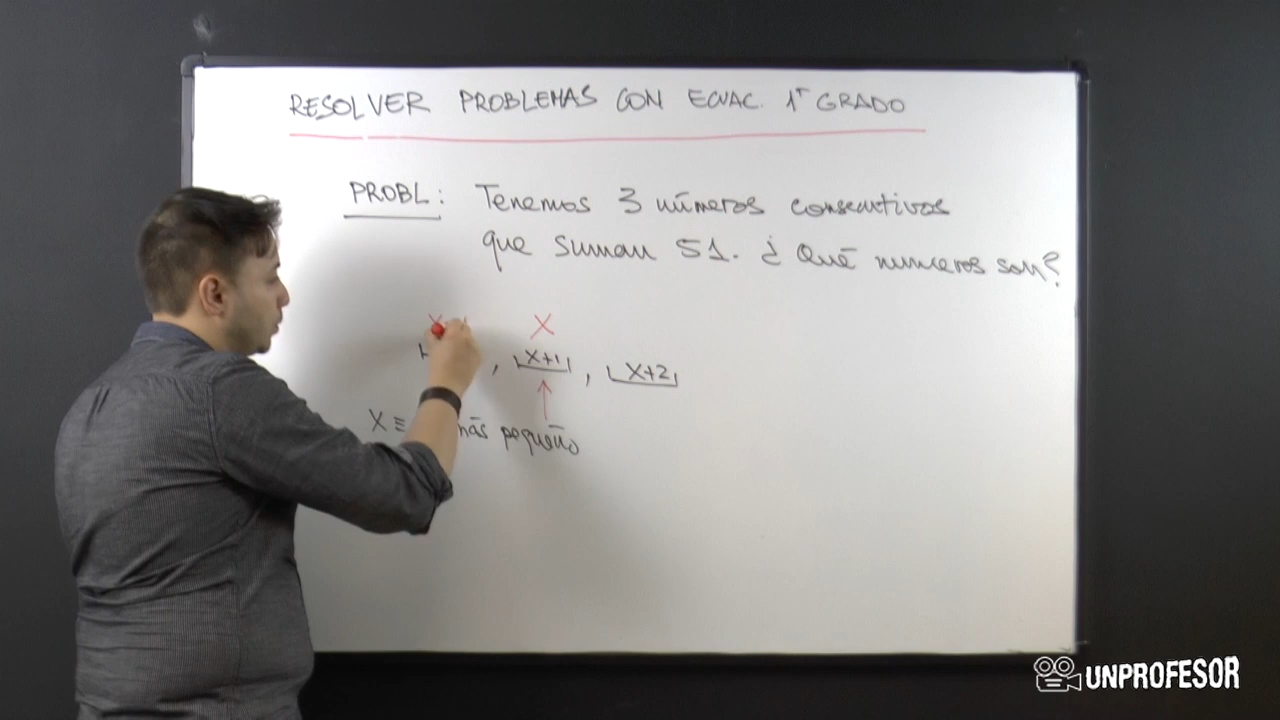 RESOLVER PROBLEMAS CON ECUAC. 1ᵉʳ GRADO
PROBL: Tenemos 3 números consecutivos
que suman 51. ¿Qué números son?
X X
, X+1 , X+2
X ≡ más pequeño
UNPROFESOR